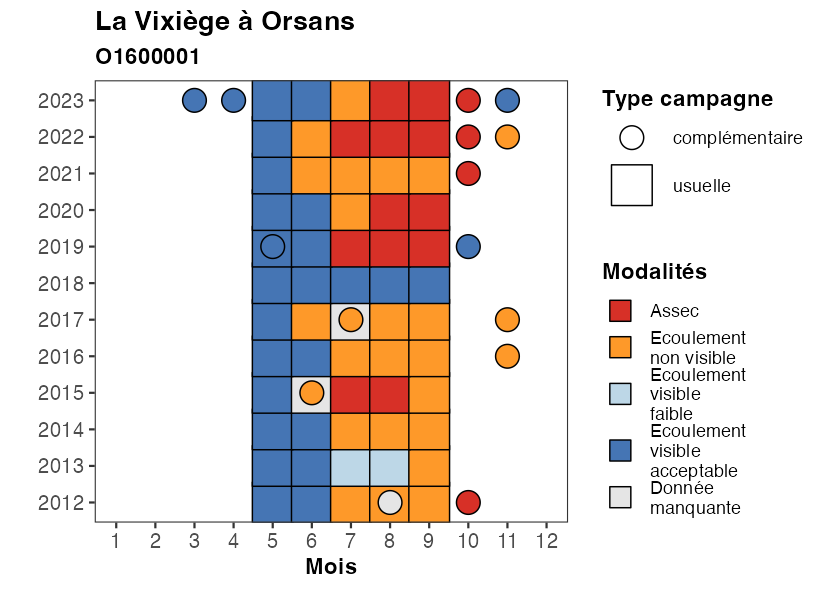 La Vixiège à Orsans
O1600001
2023
2022
2021
2020
2019
2018
2017
2016
2015
2014
2013
2012
1 2 3 4 5 6 7 8 9 10 11 12
Mois
Type campagne
complémentaire
usuelle
Modalités
Assec
Ecoulement
non visible
Ecoulement
visible
faible
Ecoulement
visible
acceptable
Donnée
manquante